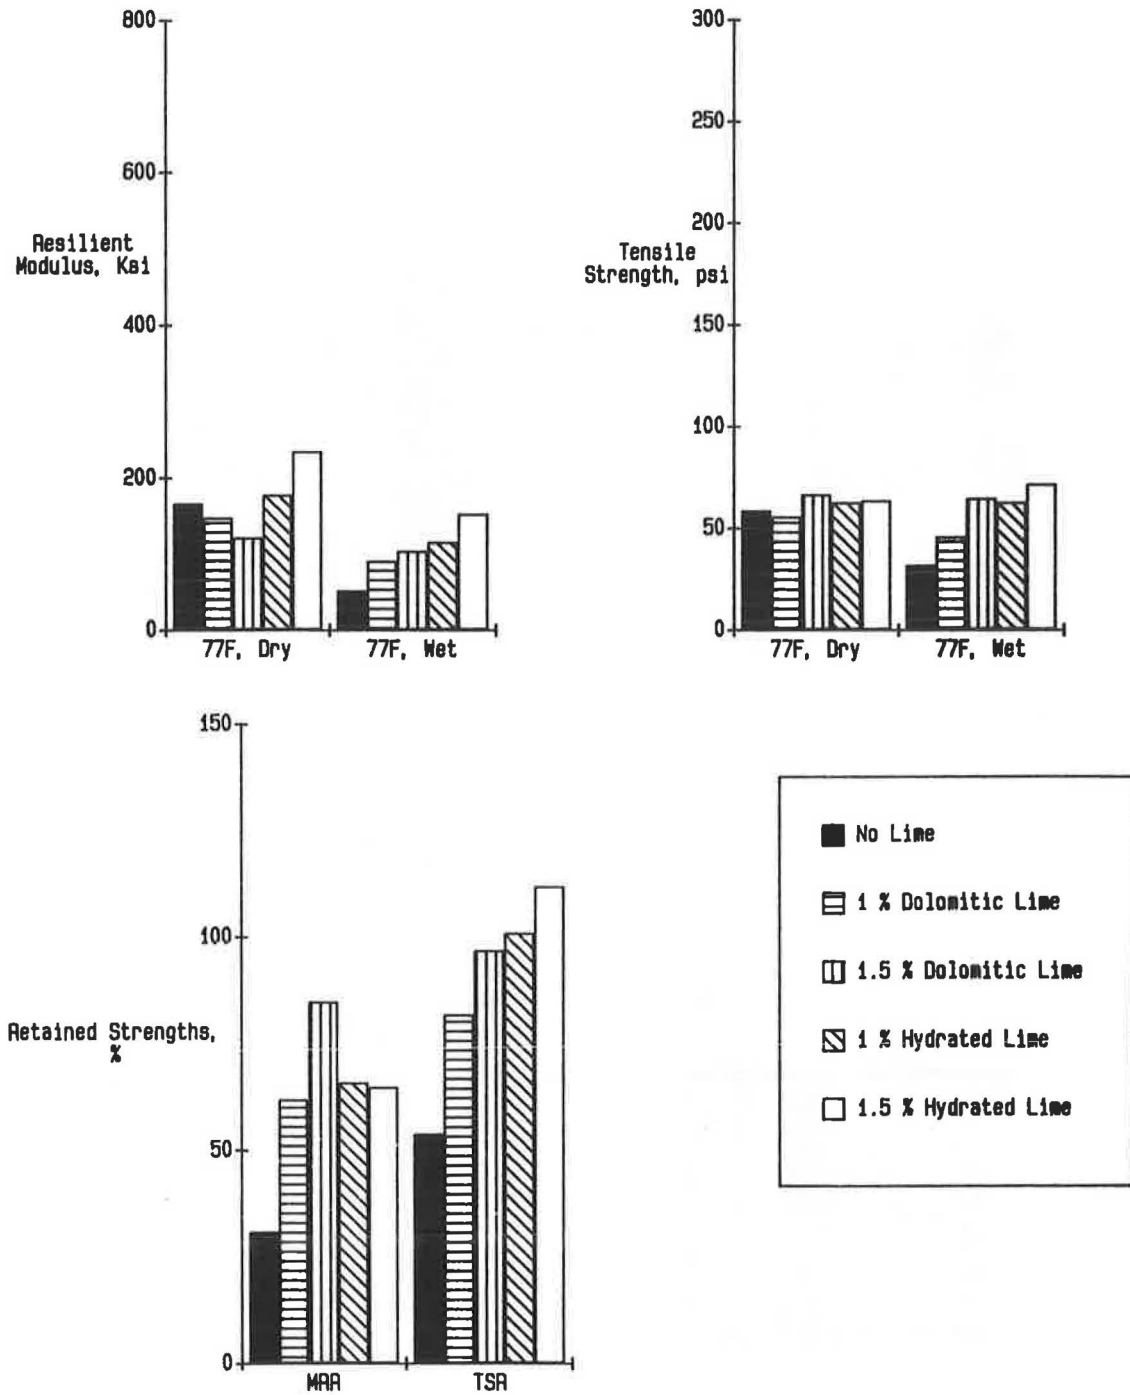 800
600
Resilient
Modulus, Ksi
400
200
0
77F, Dry
77F, Wet
300
250
200
Tensile
Strength, psi
150
100
50
0
77F, Dry
77F, Wet
150
100
Retained Strengths,
%
50
0
MRR
TSR
No Lime
1 % Dolomitic Lime
1.5 % Dolomitic Lime
1 % Hydrated Lime
1.5 % Hydrated Lime